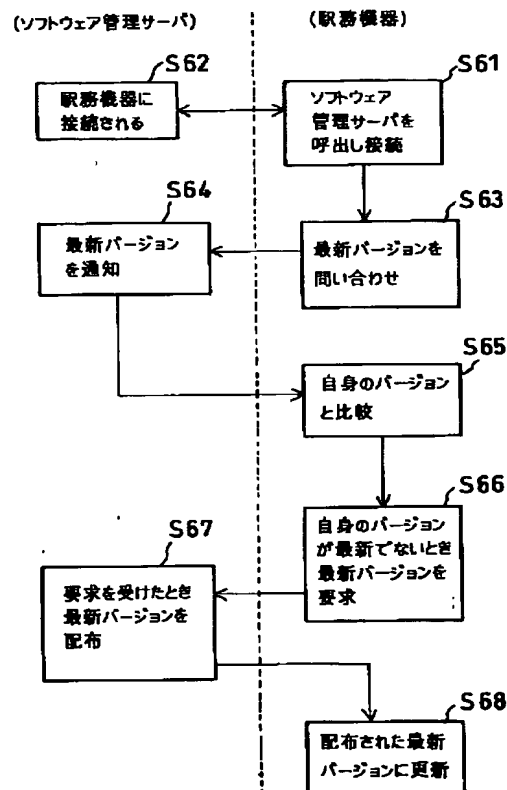 (ソフトウェア管理サーバ)
(駅務機器)
S62
駅務機器に
接続される
S61
ソフトウェア
管理サーバを
呼出し接続
S64
最新バージョン
を通知
S63
最新バージョンを
問い合わせ
S65
自身のバージョン
と比較
S66
自身のバージョン
が最新でないとき
最新バージョンを
要求
S67
要求を受けたとき
最新バージョンを
配布
S68
配布された最新
バージョンに更新